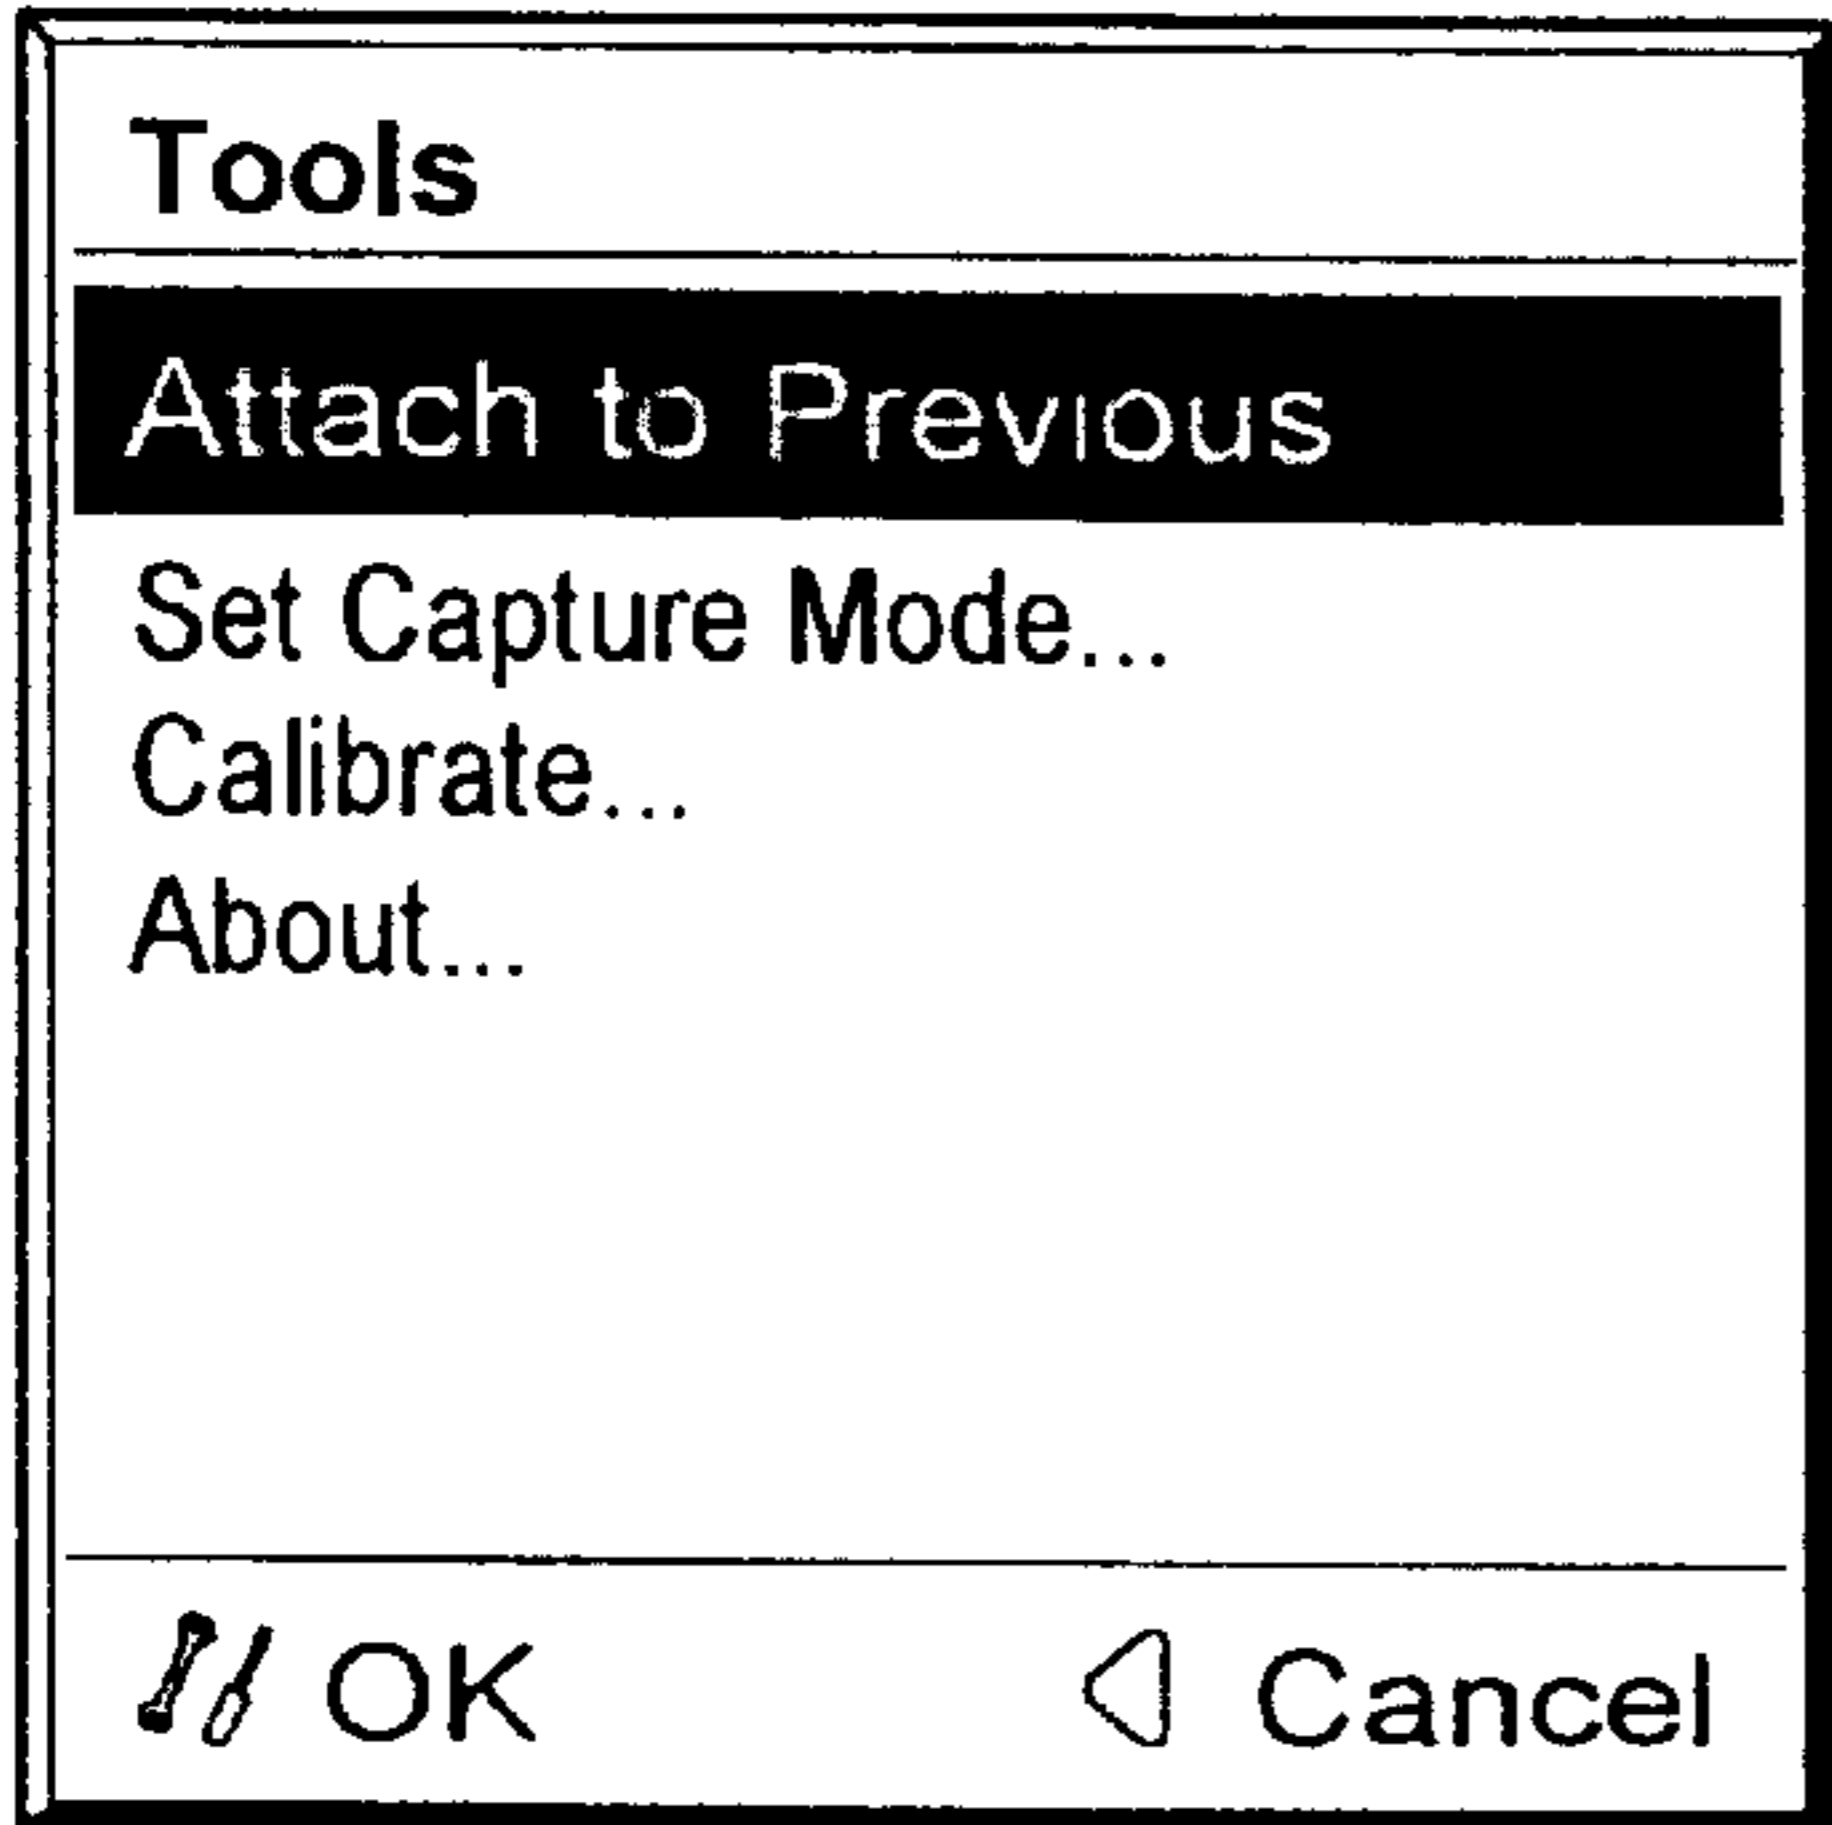 Tools
Attach to Previous
Set Capture Mode...
Calibrate...
About...
OK Cancel